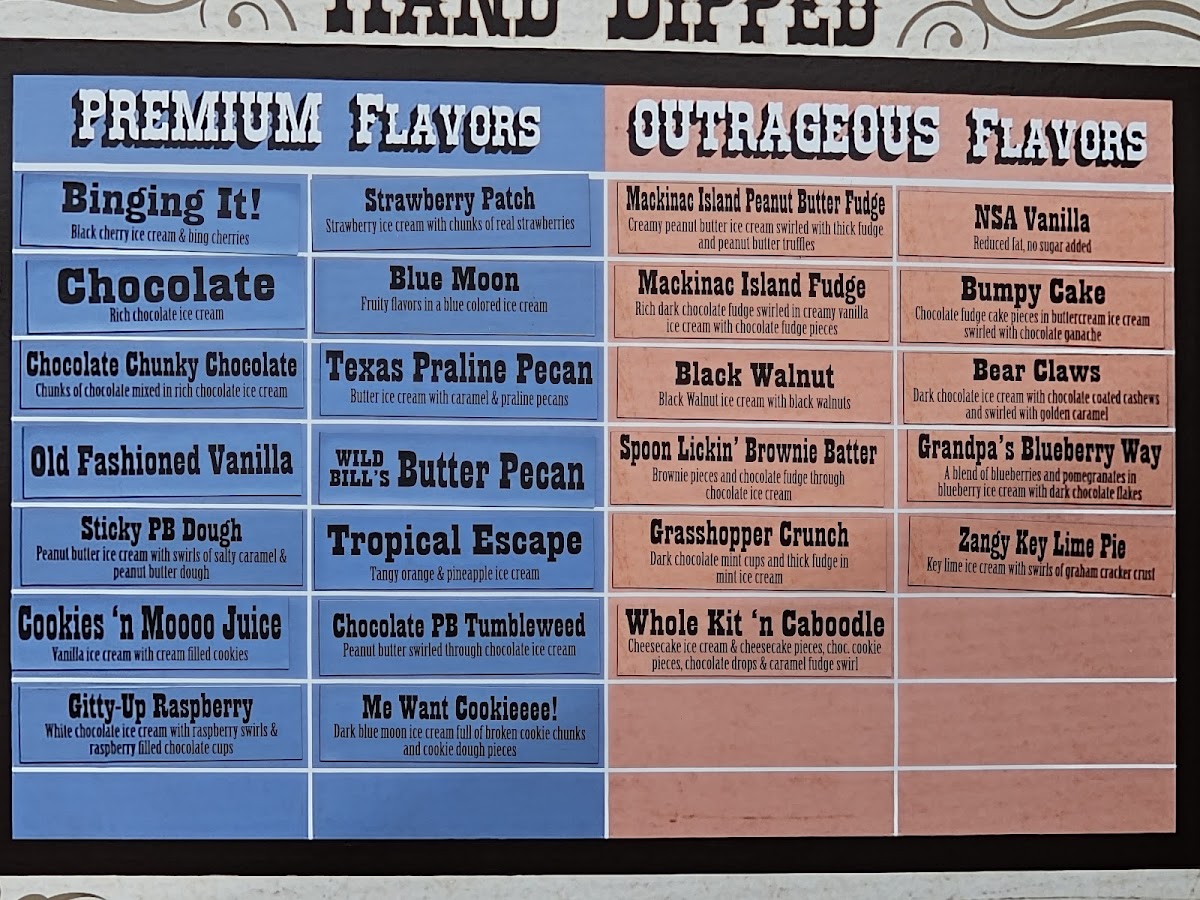 HAND DIPPED
PREMIUM FLAVORS
Binging It!
Black cherry ice cream & bing cherries
Chocolate
Rich chocolate ice cream
Chocolate Chunky Chocolate
Chunks of chocolate mixed in rich chocolate ice cream
Old Fashioned Vanilla
Sticky PB Dough
Peanut butter ice cream with swirls of salty caramel &
peanut butter dough
Cookies ‘n Moooo Juice
Vanilla ice cream with cream filled cookies
Gitty-Up Raspberry
White chocolate ice cream with raspberry swirls &
raspberry filled chocolate cups
Strawberry Patch
Strawberry ice cream with chunks of real strawberries
Blue Moon
Fruity flavors in a blue colored ice cream
Texas Praline Pecan
Butter ice cream with caramel & praline pecans
WILD BILL’S Butter Pecan
Tropical Escape
Tangy orange & pineapple ice cream
Chocolate PB Tumbleweed
Peanut butter swirled through chocolate ice cream
Me Want Cookieeee!
Dark blue moon ice cream full of broken cookie chunks
and cookie dough pieces
OUTRAGEOUS FLAVORS
Mackinac Island Peanut Butter Fudge
Creamy peanut butter ice cream swirled with thick fudge
and peanut butter truffles
Mackinac Island Fudge
Rich dark chocolate fudge swirled in creamy vanilla
ice cream with chocolate fudge pieces
Black Walnut
Black Walnut ice cream with black walnuts
Spoon Lickin’ Brownie Batter
Brownie pieces and chocolate fudge through
chocolate ice cream
Grasshopper Crunch
Dark chocolate mint cups and thick fudge in
mint ice cream
Whole Kit ‘n Caboodle
Cheesecake ice cream & cheesecake pieces, choc. cookie
pieces, chocolate drops & caramel fudge swirl
NSA Vanilla
Reduced fat, no sugar added
Bumpy Cake
Chocolate fudge cake pieces in buttercream ice cream
swirled with chocolate ganache
Bear Claws
Dark chocolate ice cream with chocolate coated cashews
and swirled with golden caramel
Grandpa’s Blueberry Way
A blend of blueberries and pomegranates in
blueberry ice cream with dark chocolate flakes
Zangy Key Lime Pie
Key lime ice cream with swirls of graham cracker crust